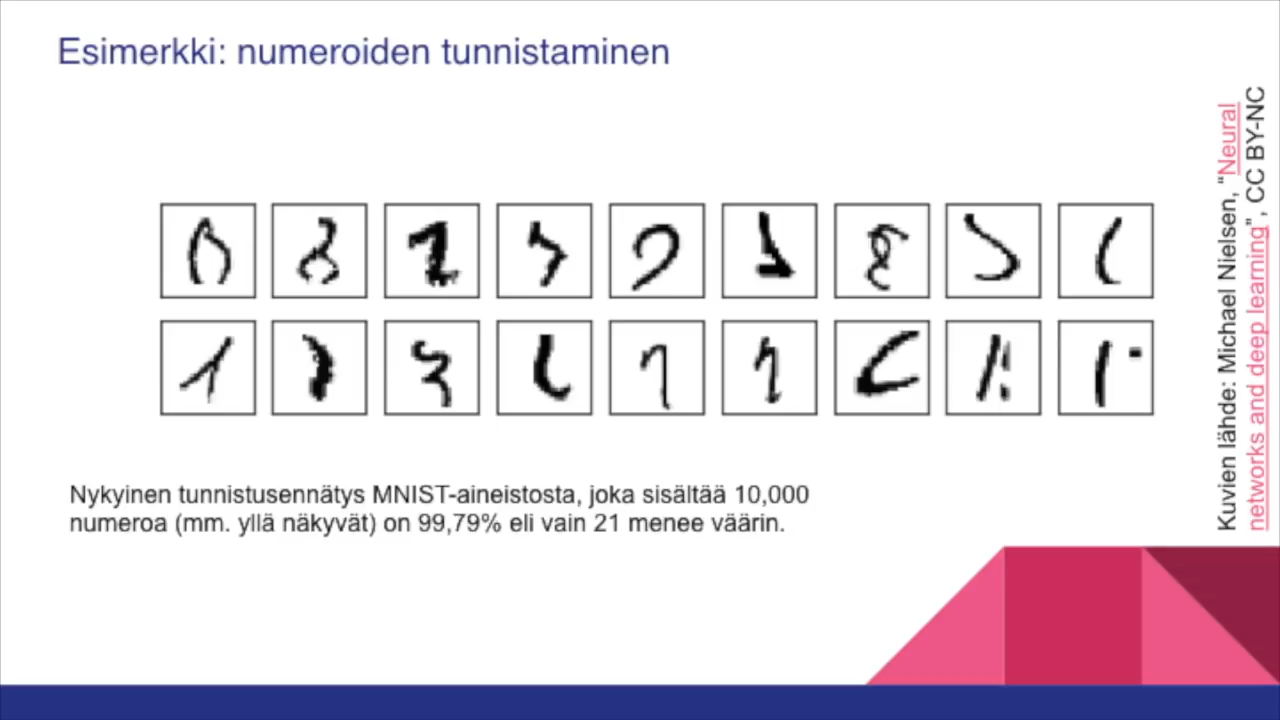 Esimerkki: numeroiden tunnistaminen
Nykyinen tunnistusennätys MNIST-aineistosta, joka sisältää 10,000
numeroa (mm. yllä näkyvät) on 99,79% eli vain 21 menee väärin.
Kuvien lähde: Michael Nielsen, “Neural
networks and deep learning”, CC BY-NC